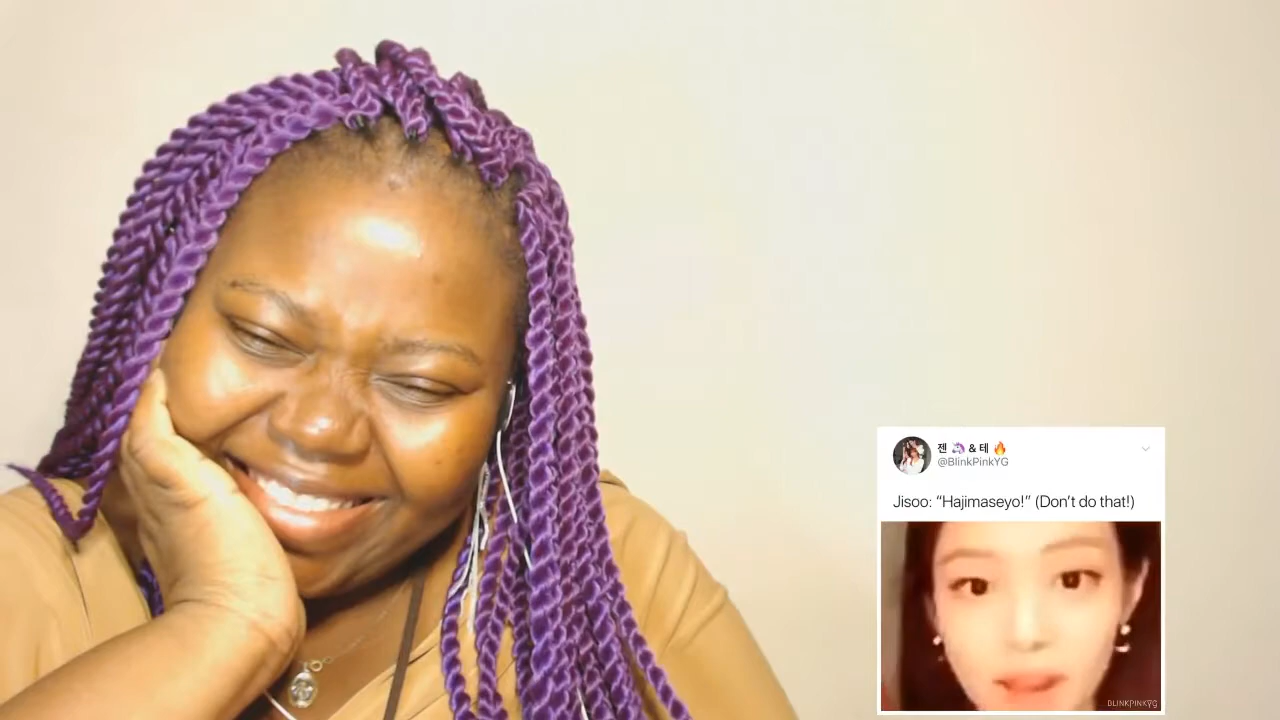 젠 🦄 & 테 🔥
@BlinkPinkYG
Jisoo: “Hajimaseyo!” (Don’t do that!)
BLINKPINKYG